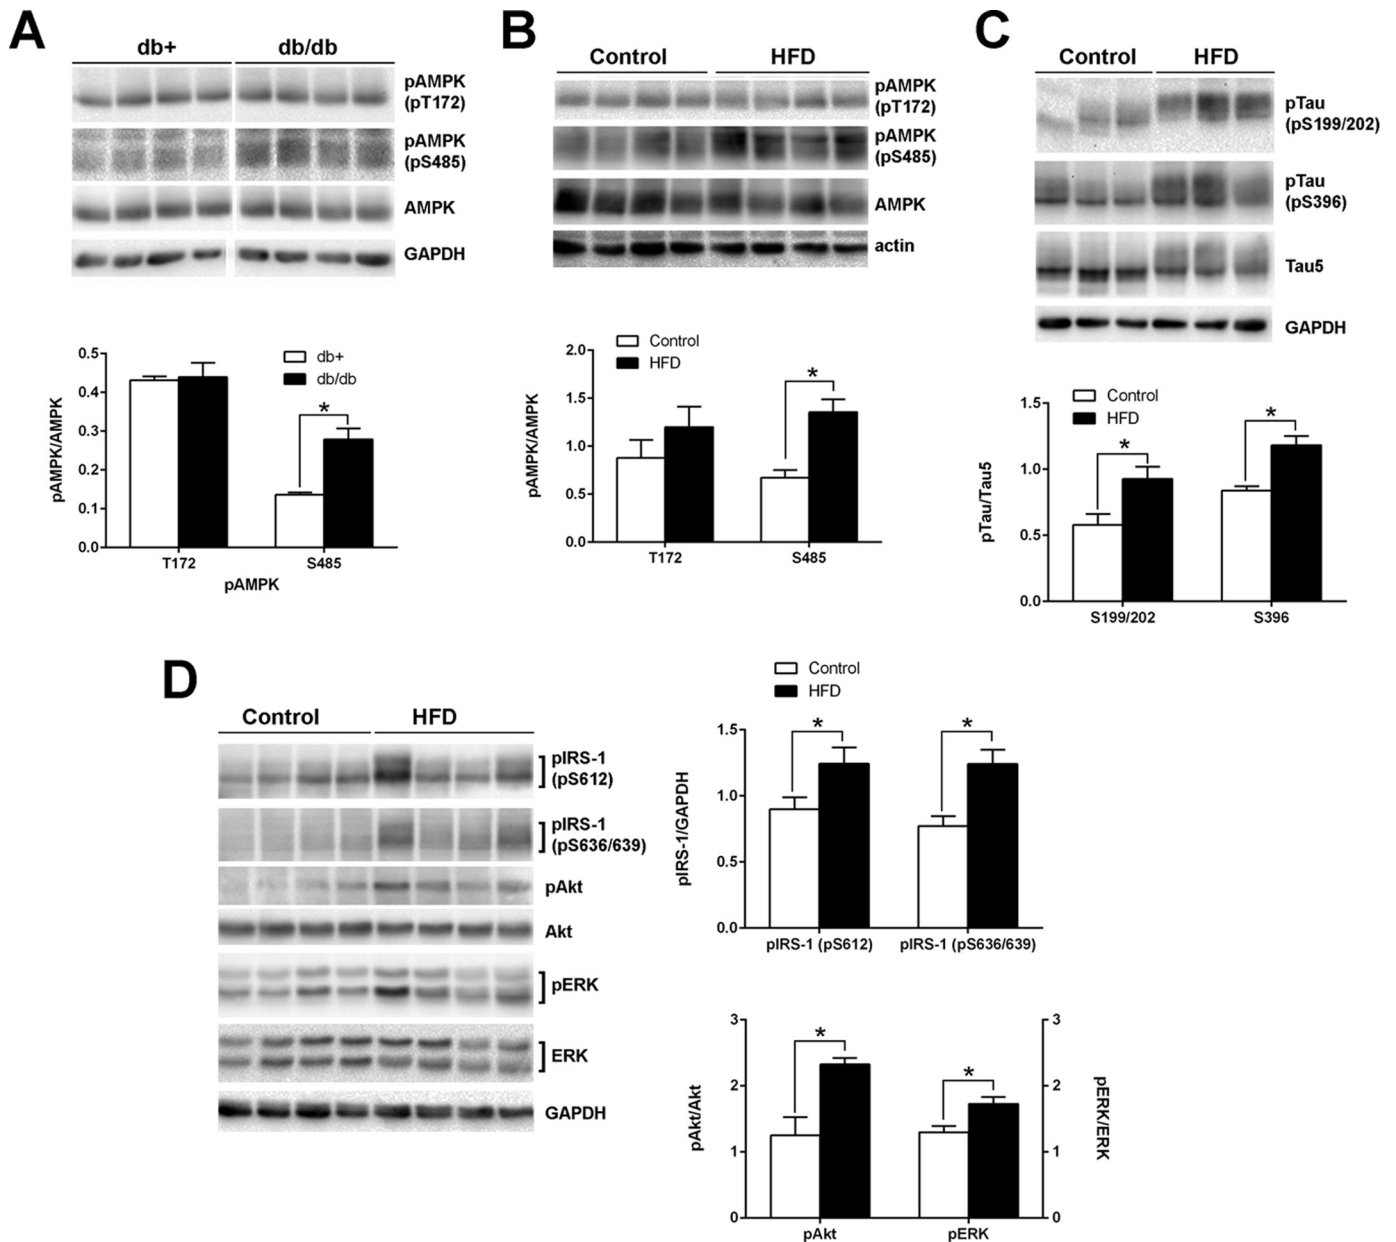 A
db+
db/db
pAMPK
(pT172)
pAMPK
(pS485)
AMPK
GAPDH
0.5
0.4
0.3
0.2
0.1
0.0
pAMPK/AMPK
db+
db/db
*
T172
S485
pAMPK
B
Control
HFD
pAMPK
(pT172)
pAMPK
(pS485)
AMPK
actin
Control
HFD
2.0
1.5
1.0
0.5
0.0
pAMPK/AMPK
*
T172
S485
C
Control
HFD
pTau
(pS199/202)
pTau
(pS396)
Tau5
GAPDH
Control
HFD
1.5
1.0
0.5
0.0
pTau/Tau5
*
*
S199/202
S396
D
Control
HFD
pIRS-1
(pS612)
pIRS-1
(pS636/639)
pAkt
Akt
pERK
ERK
GAPDH
Control
HFD
1.5
1.0
0.5
0.0
pIRS-1/GAPDH
*
*
pIRS-1 (pS612)
pIRS-1 (pS636/639)
3
2
1
0
pAkt/Akt
*
*
3
2
1
0
pERK/ERK
pAkt
pERK